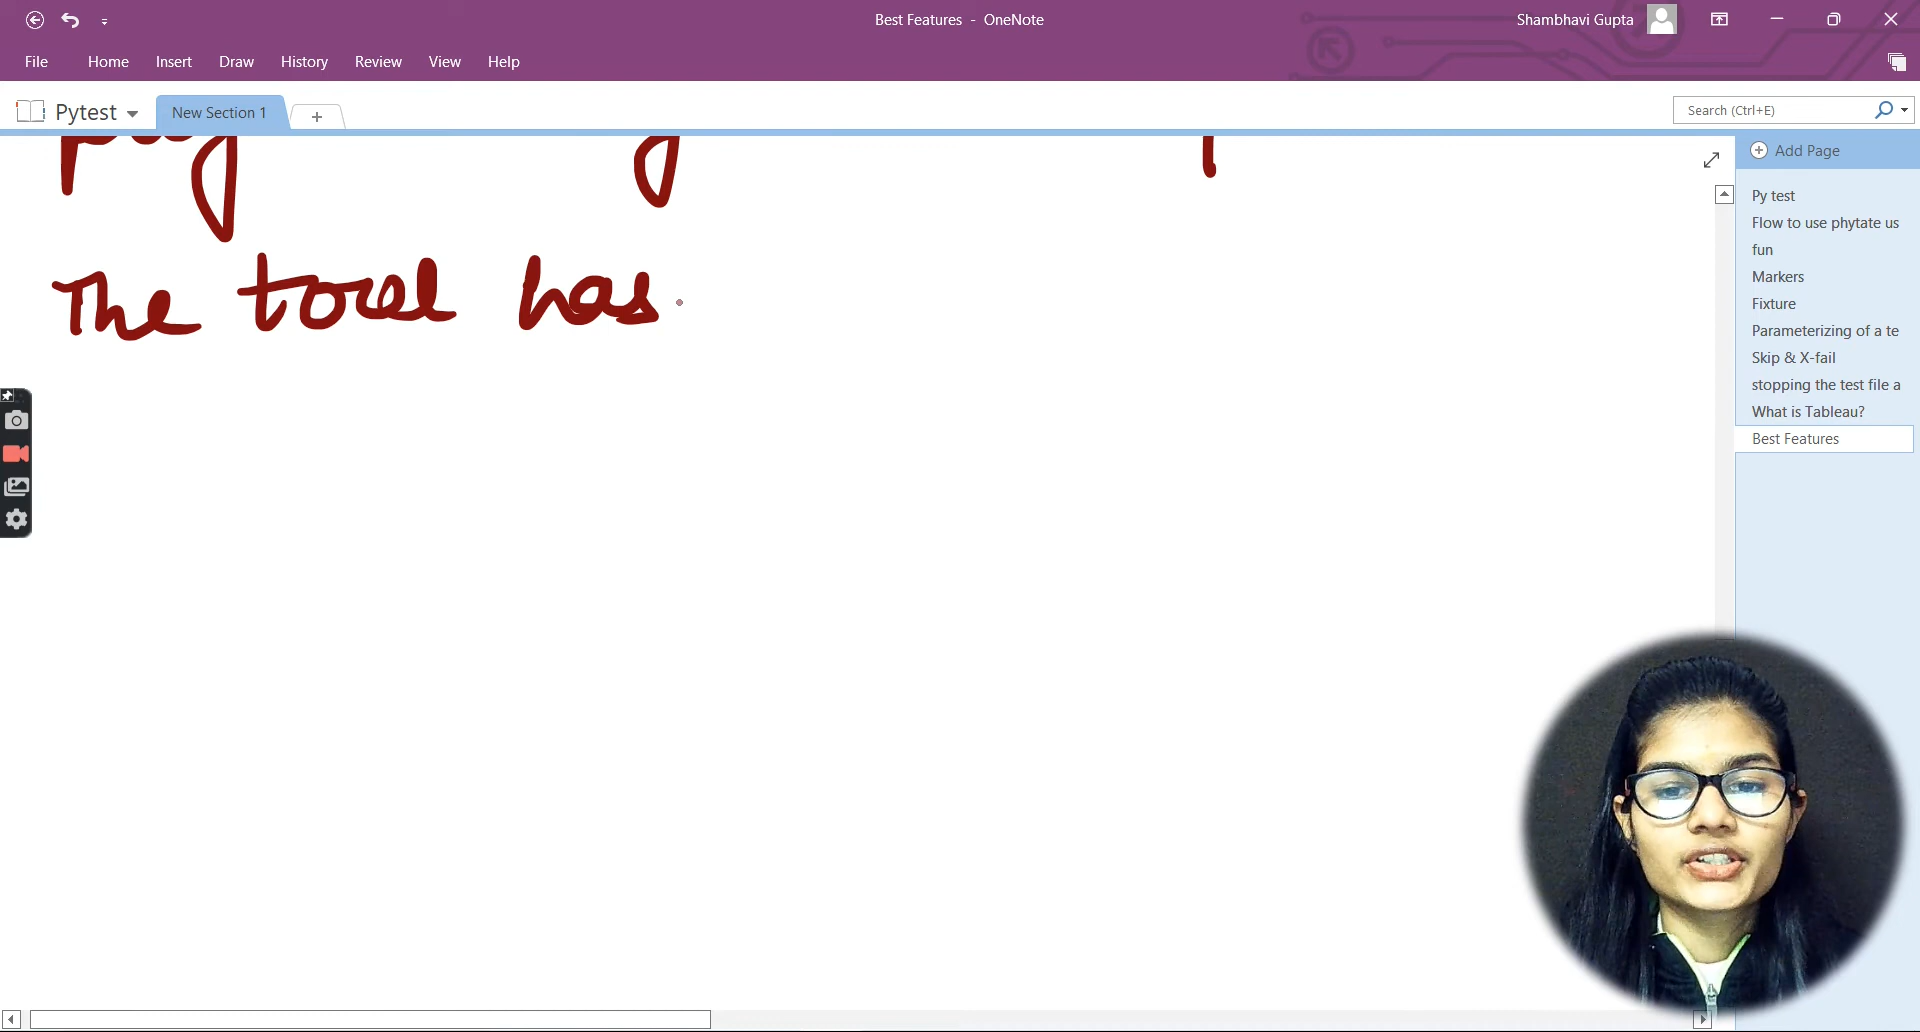 Best Features - OneNote
Shambhavi Gupta
File Home Insert Draw History Review View Help
Pytest
New Section 1
+
Search (Ctrl+E)
Add Page
The tool has
Py test
Flow to use phytate us
fun
Markers
Fixture
Parameterizing of a te
Skip & X-fail
stopping the test file a
What is Tableau?
Best Features